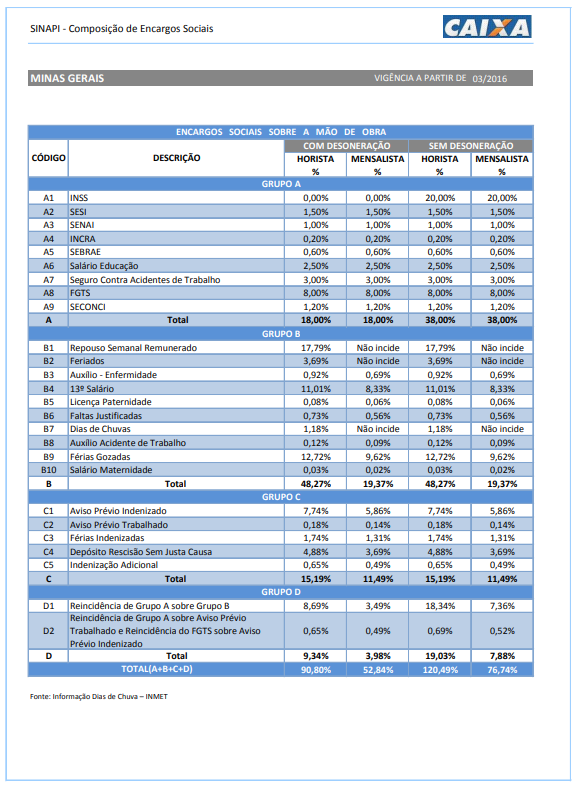 SINAPI - Composição de Encargos Sociais
CAIXA
MINAS GERAIS VIGÊNCIA A PARTIR DE 03/2016
ENCARGOS SOCIAIS SOBRE A MÃO DE OBRA
CÓDIGO DESCRIÇÃO COM DESONERAÇÃO SEM DESONERAÇÃO
HORISTA % MENSALISTA % HORISTA % MENSALISTA %
GRUPO A
A1 INSS 0,00% 0,00% 20,00% 20,00%
A2 SESI 1,50% 1,50% 1,50% 1,50%
A3 SENAI 1,00% 1,00% 1,00% 1,00%
A4 INCRA 0,20% 0,20% 0,20% 0,20%
A5 SEBRAE 0,60% 0,60% 0,60% 0,60%
A6 Salário Educação 2,50% 2,50% 2,50% 2,50%
A7 Seguro Contra Acidentes de Trabalho 3,00% 3,00% 3,00% 3,00%
A8 FGTS 8,00% 8,00% 8,00% 8,00%
A9 SECONCI 1,20% 1,20% 1,20% 1,20%
A Total 18,00% 18,00% 38,00% 38,00%
GRUPO B
B1 Repouso Semanal Remunerado 17,79% Não incide 17,79% Não incide
B2 Feriados 3,69% Não incide 3,69% Não incide
B3 Auxílio - Enfermidade 0,92% 0,69% 0,92% 0,69%
B4 13º Salário 11,01% 8,33% 11,01% 8,33%
B5 Licença Paternidade 0,08% 0,06% 0,08% 0,06%
B6 Faltas Justificadas 0,73% 0,56% 0,73% 0,56%
B7 Dias de Chuvas 1,18% Não incide 1,18% Não incide
B8 Auxílio Acidente de Trabalho 0,12% 0,09% 0,12% 0,09%
B9 Férias Gozadas 12,72% 9,62% 12,72% 9,62%
B10 Salário Maternidade 0,03% 0,02% 0,03% 0,02%
B Total 48,27% 19,37% 48,27% 19,37%
GRUPO C
C1 Aviso Prévio Indenizado 7,74% 5,86% 7,74% 5,86%
C2 Aviso Prévio Trabalhado 0,18% 0,14% 0,18% 0,14%
C3 Férias Indenizadas 1,74% 1,31% 1,74% 1,31%
C4 Depósito Rescisão Sem Justa Causa 4,88% 3,69% 4,88% 3,69%
C5 Indenização Adicional 0,65% 0,49% 0,65% 0,49%
C Total 15,19% 11,49% 15,19% 11,49%
GRUPO D
D1 Reincidência de Grupo A sobre Grupo B 8,69% 3,49% 18,34% 7,36%
Reincidência de Grupo A sobre Aviso Prévio
D2 Trabalhado e Reincidência do FGTS sobre Aviso 0,65% 0,49% 0,69% 0,52%
Prévio Indenizado
D Total 9,34% 3,98% 19,03% 7,88%
TOTAL(A+B+C+D) 90,80% 52,84% 120,49% 76,74%
Fonte: Informação Dias de Chuva – INMET